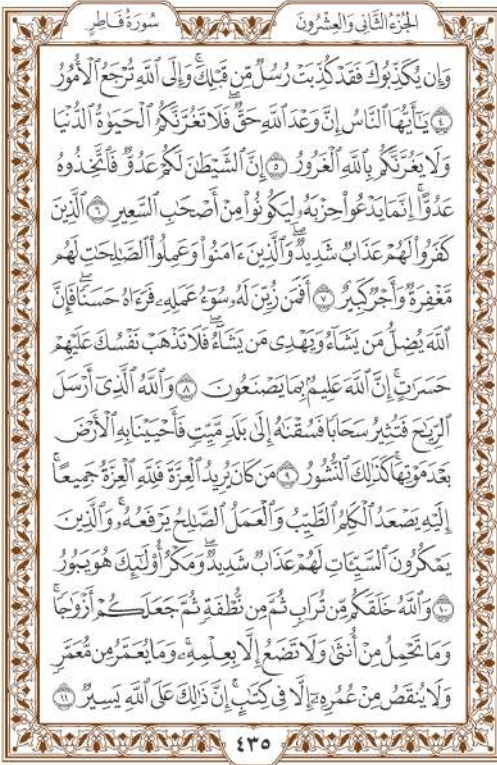 الجزء الثاني والعشرون
سورة فاطر
وَإِن يُكَذِّبُوكَ فَقَدْ كُذِّبَتْ رُسُلٌ مِّن قَبْلِكَ ۚ وَإِلَى ٱللَّهِ تُرْجَعُ ٱلْأُمُورُ
٤ يَـٰٓأَيُّهَا ٱلنَّاسُ إِنَّ وَعْدَ ٱللَّهِ حَقٌّ ۖ فَلَا تَغُرَّنَّكُمُ ٱلْحَيَوٰةُ ٱلدُّنْيَا
وَلَا يَغُرَّنَّكُم بِٱللَّهِ ٱلْغَرُورُ ٥ إِنَّ ٱلشَّيْطَـٰنَ لَكُمْ عَدُوٌّ فَٱتَّخِذُوهُ
عَدُوًّا ۚ إِنَّمَا يَدْعُوا۟ حِزْبَهُۥ لِيَكُونُوا۟ مِنْ أَصْحَـٰبِ ٱلسَّعِيرِ ٦ ٱلَّذِينَ
كَفَرُوا۟ لَهُمْ عَذَابٌ شَدِيدٌ ۖ وَٱلَّذِينَ ءَامَنُوا۟ وَعَمِلُوا۟ ٱلصَّـٰلِحَـٰتِ لَهُم
مَّغْفِرَةٌ وَأَجْرٌ كَبِيرٌ ٧ أَفَمَن زُيِّنَ لَهُۥ سُوٓءُ عَمَلِهِۦ فَرَءَاهُ حَسَنًا ۖ فَإِنَّ
ٱللَّهَ يُضِلُّ مَن يَشَآءُ وَيَهْدِى مَن يَشَآءُ ۖ فَلَا تَذْهَبْ نَفْسُكَ عَلَيْهِمْ
حَسَرَٰتٍ ۚ إِنَّ ٱللَّهَ عَلِيمٌۢ بِمَا يَصْنَعُونَ ٨ وَٱللَّهُ ٱلَّذِىٓ أَرْسَلَ
ٱلرِّيَـٰحَ فَتُثِيرُ سَحَابًا فَسُقْنَـٰهُ إِلَىٰ بَلَدٍ مَّيِّتٍ فَأَحْيَيْنَا بِهِ ٱلْأَرْضَ
بَعْدَ مَوْتِهَا ۚ كَذَٰلِكَ ٱلنُّشُورُ ٩ مَن كَانَ يُرِيدُ ٱلْعِزَّةَ فَلِلَّهِ ٱلْعِزَّةُ جَمِيعًا ۚ
إِلَيْهِ يَصْعَدُ ٱلْكَلِمُ ٱلطَّيِّبُ وَٱلْعَمَلُ ٱلصَّـٰلِحُ يَرْفَعُهُۥ ۚ وَٱلَّذِينَ
يَمْكُرُونَ ٱلسَّيِّـَٔاتِ لَهُمْ عَذَابٌ شَدِيدٌ ۖ وَمَكْرُ أُو۟لَـٰٓئِكَ هُوَ يَبُورُ
١٠ وَٱللَّهُ خَلَقَكُم مِّن تُرَابٍ ثُمَّ مِن نُّطْفَةٍ ثُمَّ جَعَلَكُمْ أَزْوَٰجًا ۚ
وَمَا تَحْمِلُ مِنْ أُنثَىٰ وَلَا تَضَعُ إِلَّا بِعِلْمِهِۦ ۚ وَمَا يُعَمَّرُ مِن مُّعَمَّرٍ
وَلَا يُنقَصُ مِنْ عُمُرِهِۦٓ إِلَّا فِى كِتَـٰبٍ ۚ إِنَّ ذَٰلِكَ عَلَى ٱللَّهِ يَسِيرٌ ١١
٤٣٥